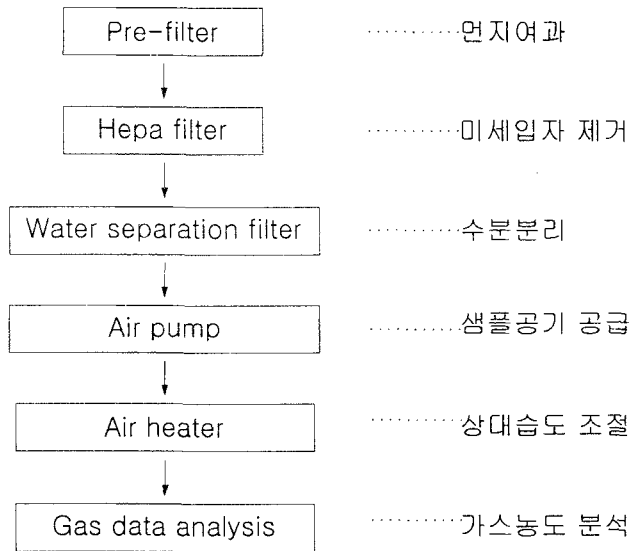 Pre-filter ··········먼지여과
Hepa filter ··········미세입자 제거
Water separation filter ··········수분분리
Air pump ··········샘플공기 공급
Air heater ··········상대습도 조절
Gas data analysis ··········가스농도 분석